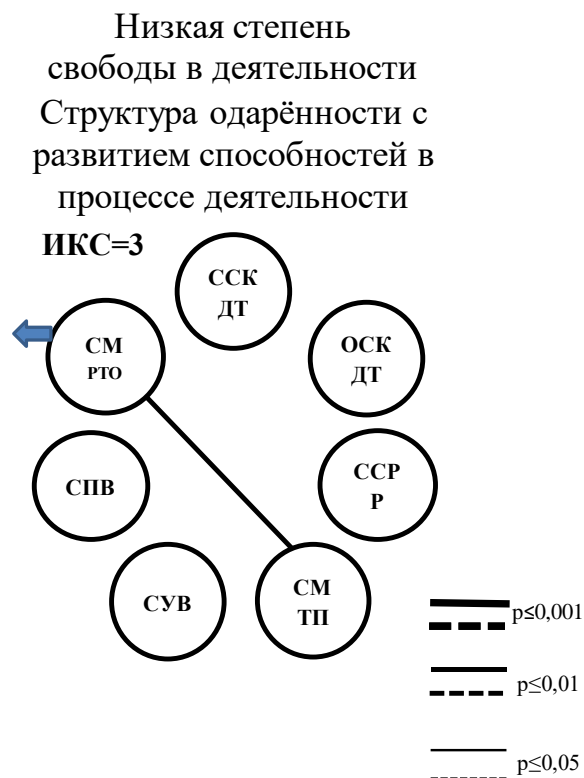 Низкая степень
свободы в деятельности
Структура одарённости с
развитием способностей в
процессе деятельности
ИКС=3
ССК
ДТ
СМ
РТО
ОСК
ДТ
СПВ
ССР
Р
СУВ
СМ
ТП
p≤0,001
p≤0,01
p≤0,05